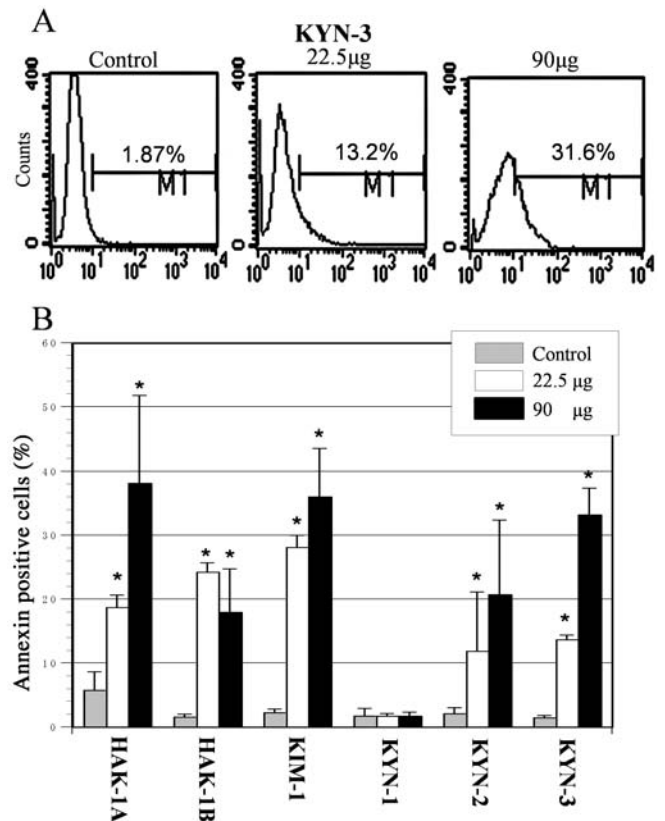 A
KYN-3
Control 22.5µg 90µg
Counts
400 400 400
1.87% 13.2% 31.6%
M M M
0 0 0
10⁰ 10¹ 10² 10³ 10⁴ 10⁰ 10¹ 10² 10³ 10⁴ 10⁰ 10¹ 10² 10³ 10⁴
B
Annexin positive cells (%)
60
50
40
30
20
10
0
Control
22.5 µg
90 µg
* * * * * * * * * *
HAK-1A
HAK-1B
KIM-1
KYN-1
KYN-2
KYN-3